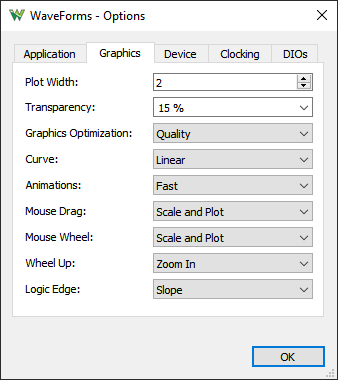 WaveForms - Options
Application Graphics Device Clocking DIOs
Plot Width: 2
Transparency: 15 %
Graphics Optimization: Quality
Curve: Linear
Animations: Fast
Mouse Drag: Scale and Plot
Mouse Wheel: Scale and Plot
Wheel Up: Zoom In
Logic Edge: Slope
OK